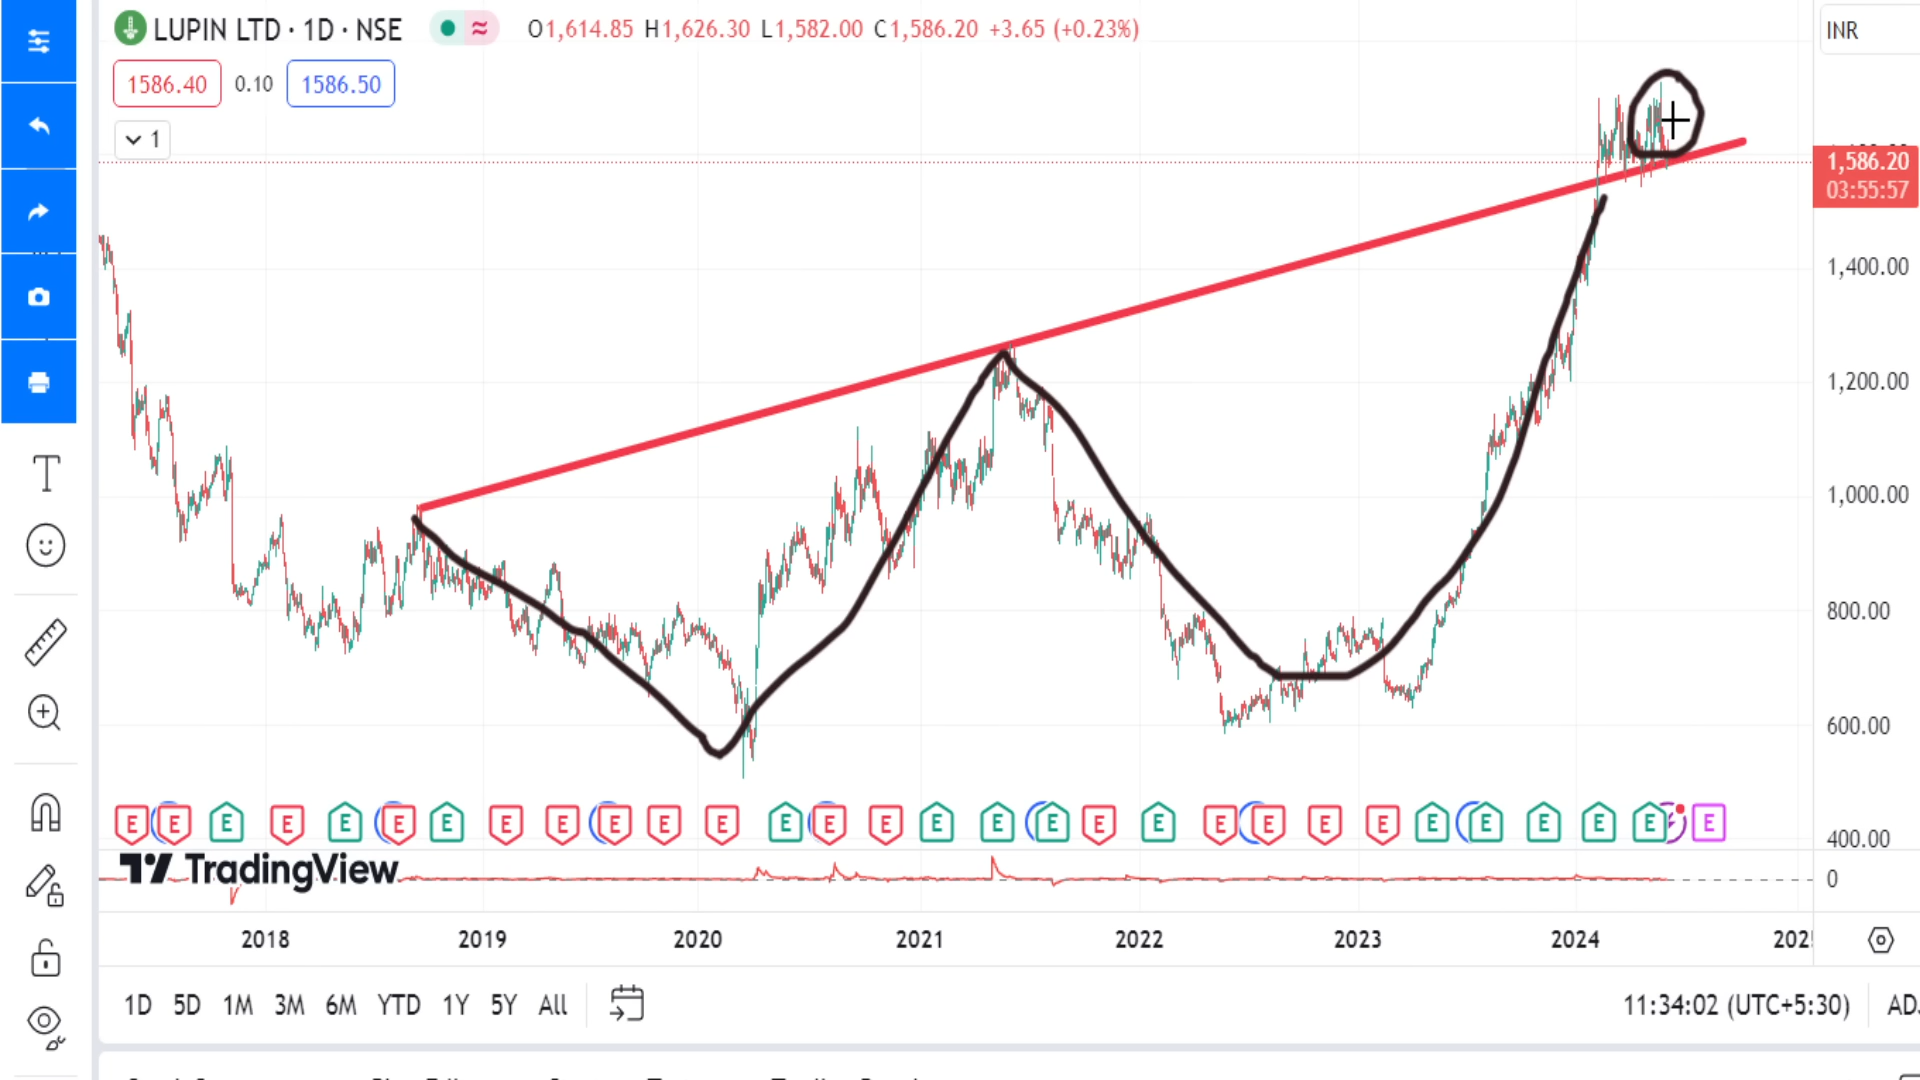 LUPIN LTD · 1D · NSE
≈
O1,614.85 H1,626.30 L1,582.00 C1,586.20 +3.65 (+0.23%)
INR
1586.40
0.10
1586.50
1
1,586.20
03:55:57
1,400.00
1,200.00
1,000.00
800.00
600.00
400.00
T
E E E E E E E E E E E E E E E E E E E E E E E E E E E E E E
TradingView
0
2018 2019 2020 2021 2022 2023 2024
1D 5D 1M 3M 6M YTD 1Y 5Y All
11:34:02 (UTC+5:30)